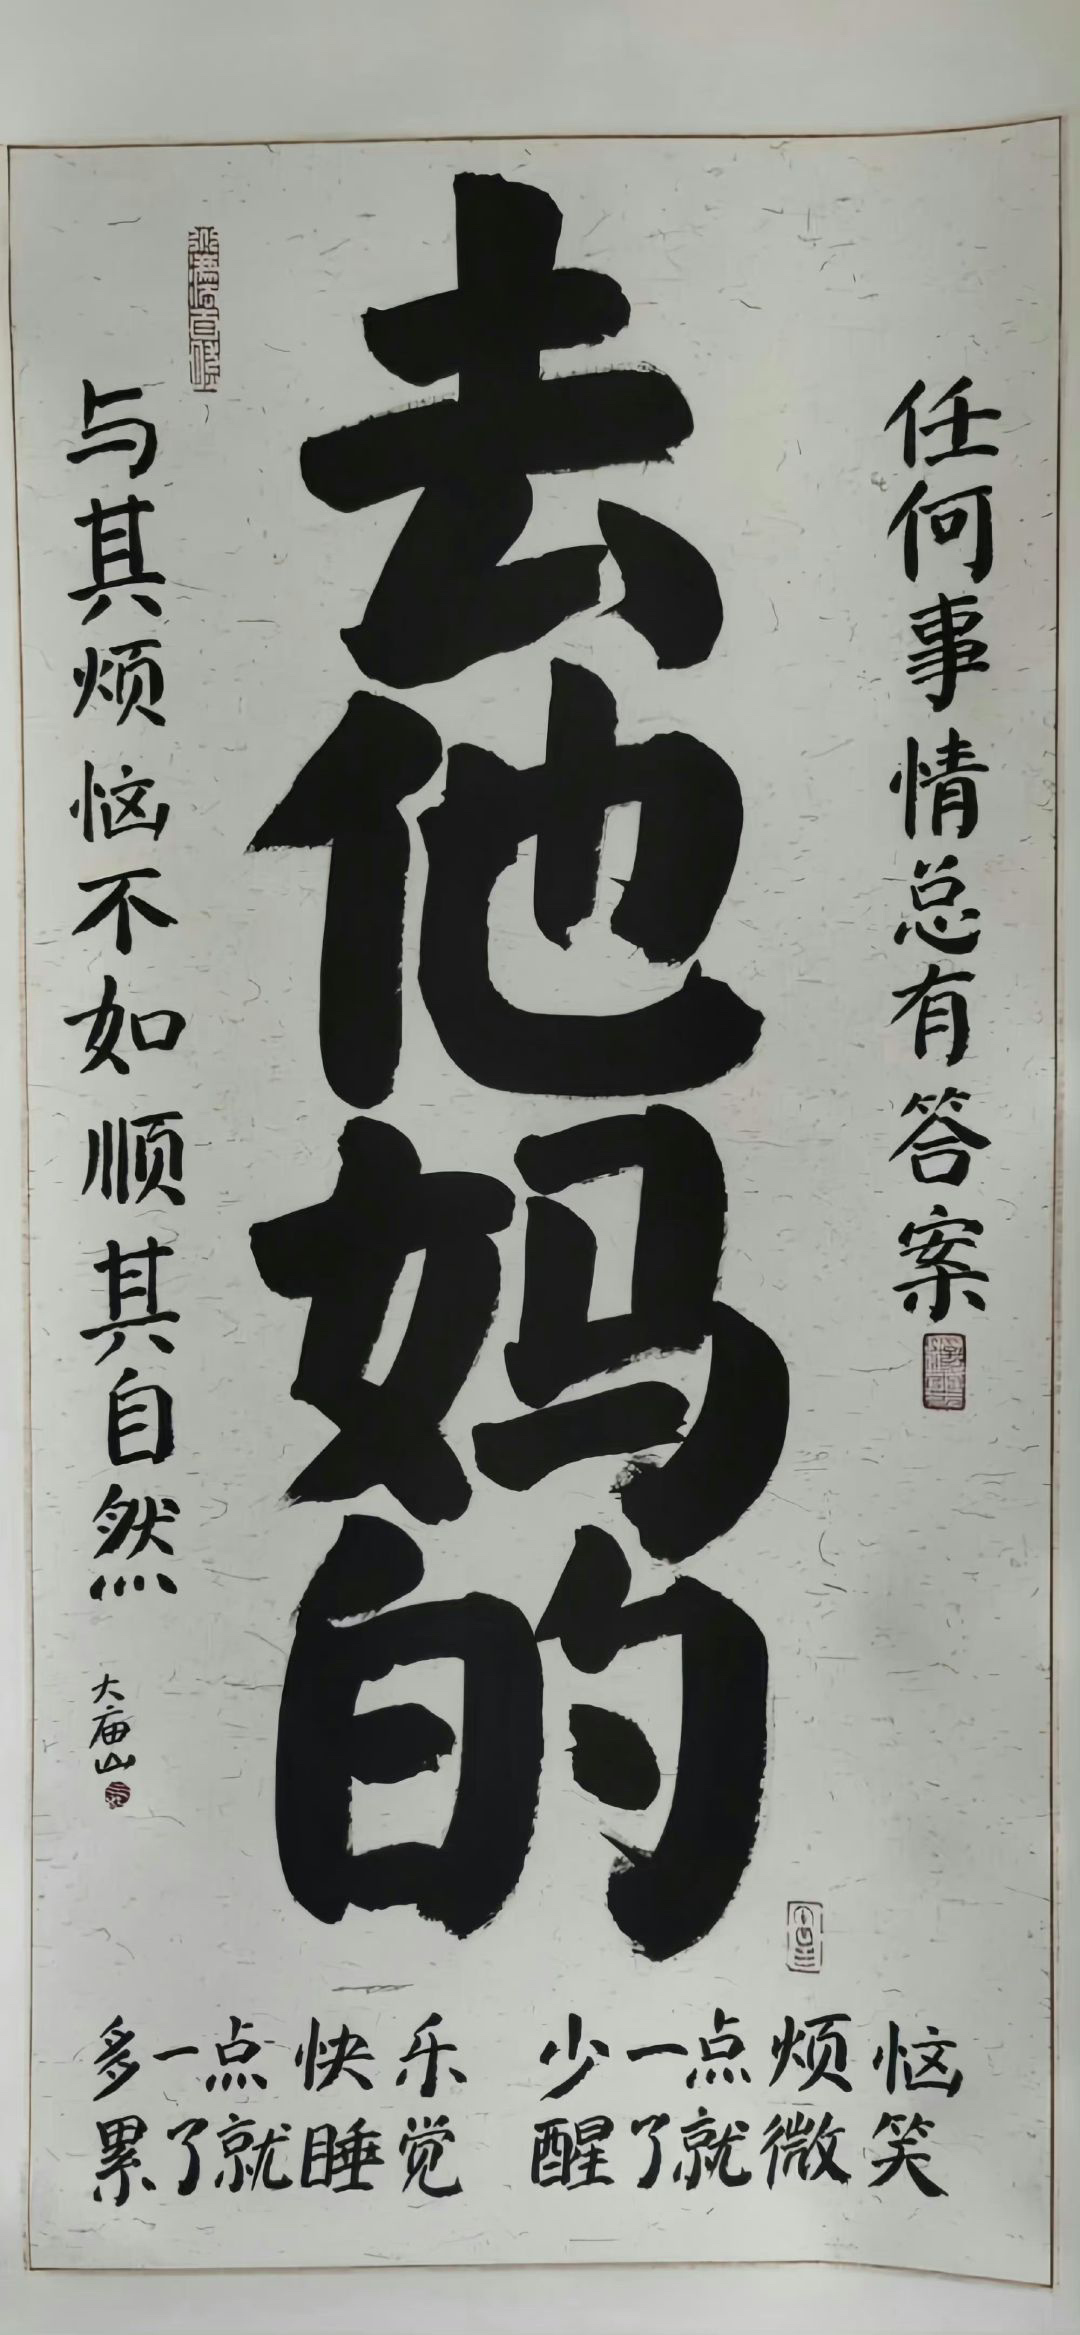 任何事情总有答案
去他妈的
与其烦恼不如顺其自然
大庙山
多一点快乐 少一点烦恼
累了就睡觉 醒了就微笑